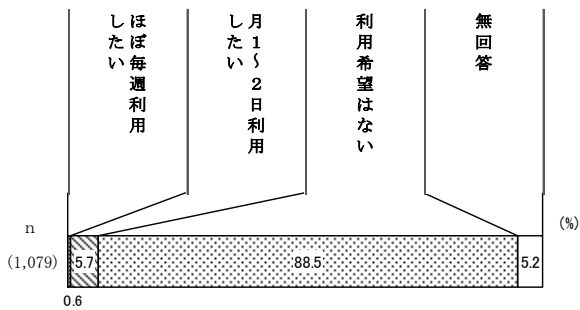 ほぼ毎週利用
したい
月１～２日利用
したい
利用希望はない
無回答
n
(%)
(1,079)
5.7
88.5
5.2
0.6